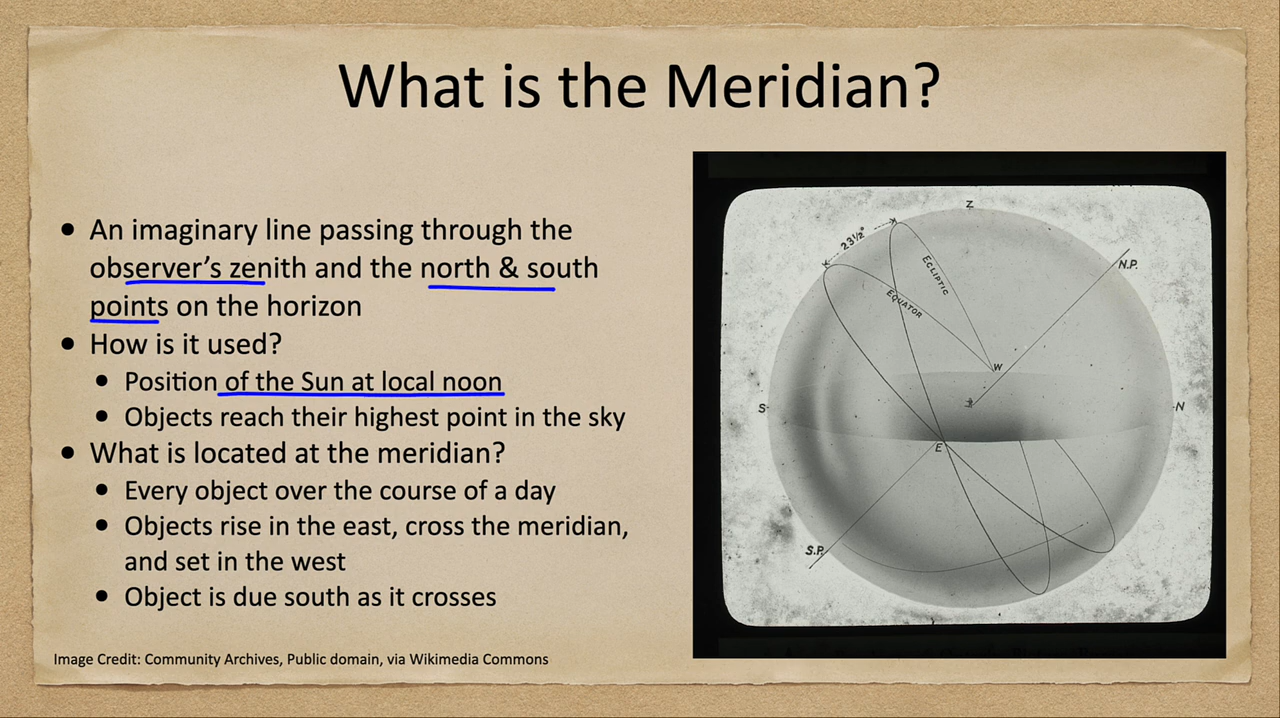 What is the Meridian?
• An imaginary line passing through the
observer's zenith and the north & south
points on the horizon
• How is it used?
• Position of the Sun at local noon
• Objects reach their highest point in the sky
• What is located at the meridian?
• Every object over the course of a day
• Objects rise in the east, cross the meridian,
and set in the west
• Object is due south as it crosses
Image Credit: Community Archives, Public domain, via Wikimedia Commons
Z
23½°
N.P.
ECLIPTIC
EQUATOR
W
S
N
E
S.P.